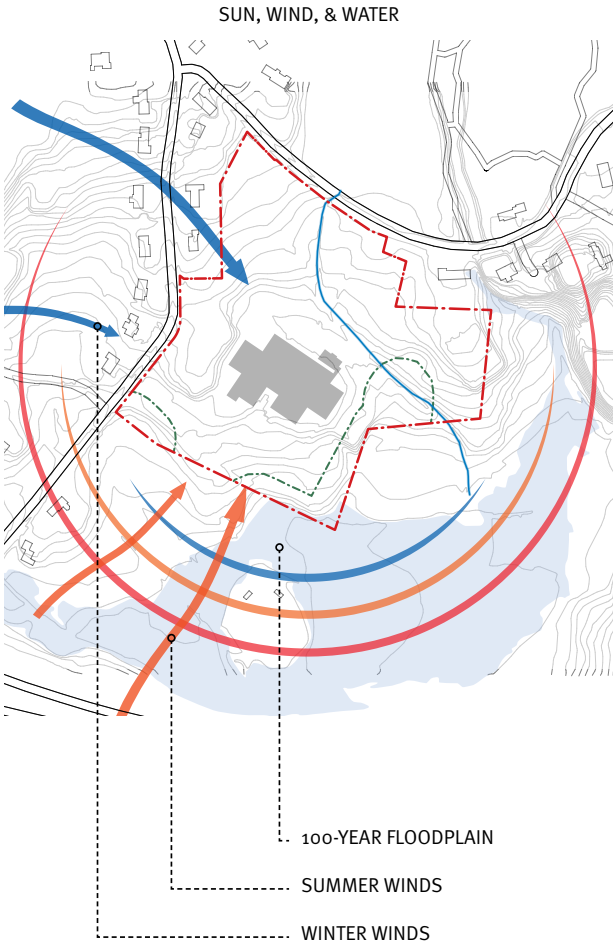 SUN, WIND, & WATER
100-YEAR FLOODPLAIN
SUMMER WINDS
WINTER WINDS